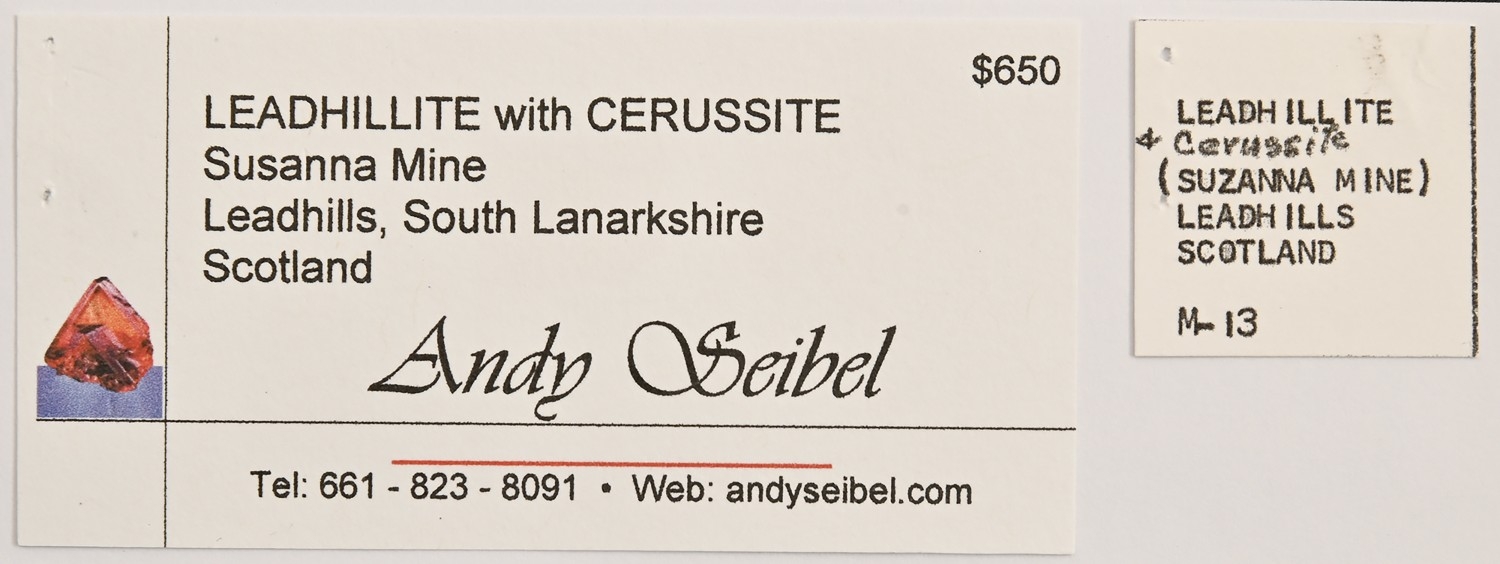 $650
LEADHILLITE with CERUSSITE
Susanna Mine
Leadhills, South Lanarkshire
Scotland
Andy Seibel
Tel: 661 - 823 - 8091 • Web: andyseibel.com
LEADHILLITE
+ Cerussite
(SUZANNA MINE)
LEADHILLS
SCOTLAND
M-13